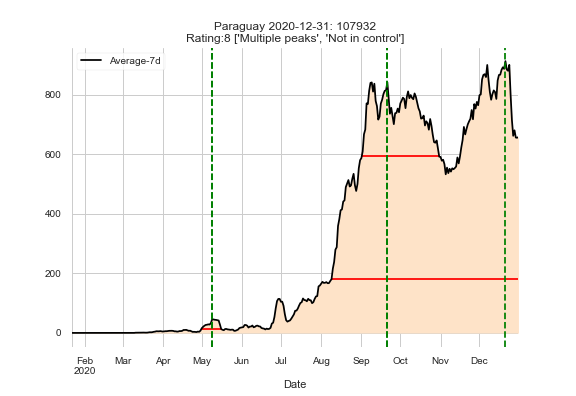 Paraguay 2020-12-31: 107932
Rating:8 ['Multiple peaks', 'Not in control']
Average-7d
800
600
400
200
0
Feb Mar Apr May Jun Jul Aug Sep Oct Nov Dec
2020
Date